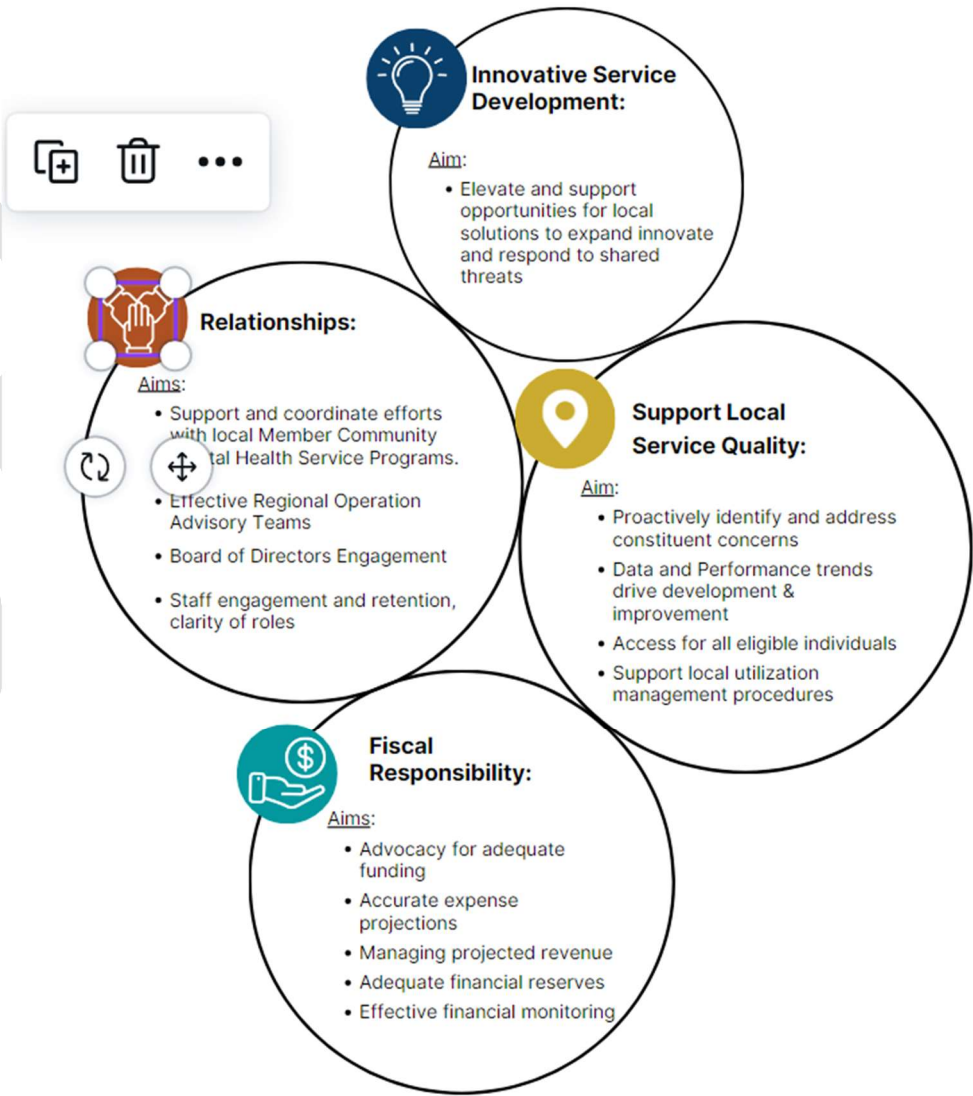 Innovative Service
Development:
Aim:
• Elevate and support
opportunities for local
solutions to expand innovate
and respond to shared
threats
Relationships:
Aims:
• Support and coordinate efforts
with local Member Community
tal Health Service Programs.
• Effective Regional Operation
Advisory Teams
• Board of Directors Engagement
• Staff engagement and retention,
clarity of roles
Support Local
Service Quality:
Aim:
• Proactively identify and address
constituent concerns
• Data and Performance trends
drive development &
improvement
• Access for all eligible individuals
• Support local utilization
management procedures
Fiscal
Responsibility:
Aims:
• Advocacy for adequate
funding
• Accurate expense
projections
• Managing projected revenue
• Adequate financial reserves
• Effective financial monitoring